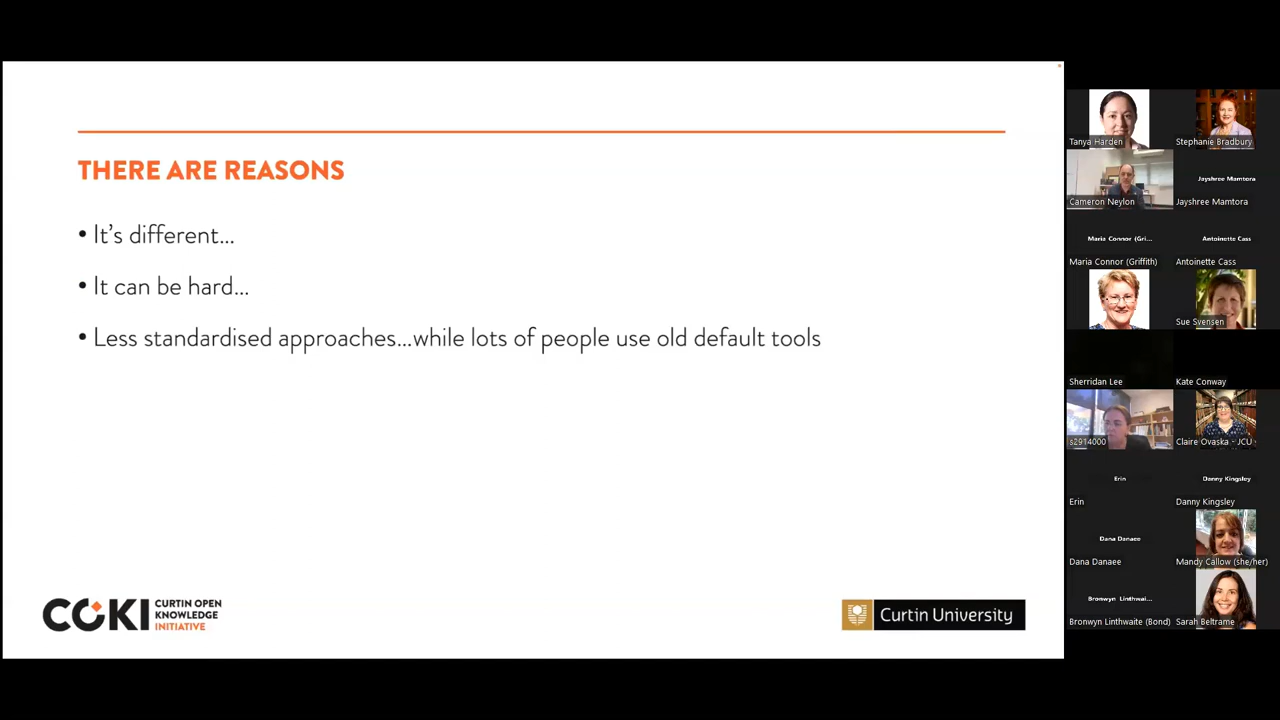 THERE ARE REASONS
• It's different...
• It can be hard...
• Less standardised approaches...while lots of people use old default tools
COKI
CURTIN OPEN
KNOWLEDGE
INITIATIVE
Curtin University
Tanya Harden
Stephanie Bradbury
Cameron Neylon
Jayshree Mamtora
Jayshree Mamtora
Maria Connor (Gri...
Antoinette Cass
Maria Connor (Griffith)
Antoinette Cass
Sue Svensen
Sherridan Lee
Kate Conway
s2914000
Claire Ovaska - JCU
Erin
Danny Kingsley
Erin
Danny Kingsley
Dana Danaee
Dana Danaee
Mandy Callow (she/her)
Bronwyn Linthwai...
Bronwyn Linthwaite (Bond)
Sarah Beltrame